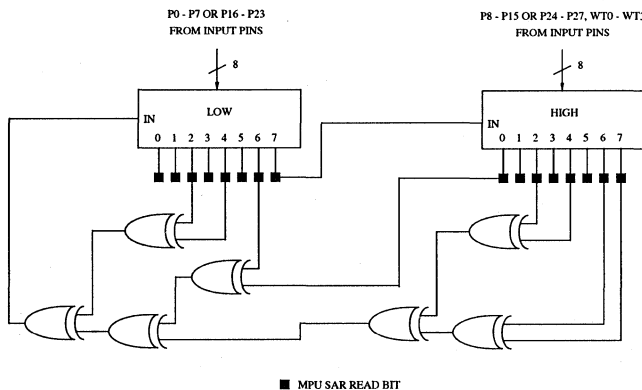 P0 - P7 OR P16 - P23
FROM INPUT PINS
P8 - P15 OR P24 - P27, WT0 - WT
FROM INPUT PINS
8
8
LOW
IN
0 1 2 3 4 5 6 7
HIGH
IN
0 1 2 3 4 5 6 7
MPU SAR READ BIT